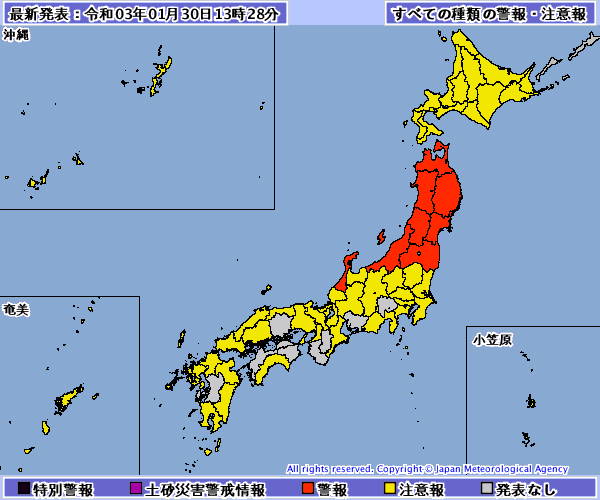 最新発表：令和03年01月30日13時28分
すべての種類の警報・注意報
沖縄
奄美
小笠原
All rights reserved. Copyright © Japan Meteorological Agency
特別警報 土砂災害警戒情報 警報 注意報 発表なし